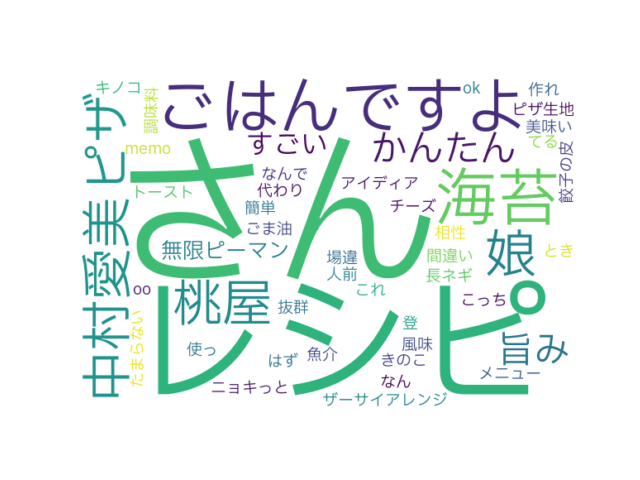 キノコ
調味料
ごはんですよ
ok
作れ
ピザ生地
美味い
てる
memo
すごい
かんたん
餃子の皮
ピザ
さん
なんで
代わり
アイディア
トースト
簡単
チーズ
海苔
ごま油
相性
中村愛美
無限ピーマン
場違
人前
間違い
長ネギ
娘
とき
oo
桃屋
これ
こっち
レシピ
抜群
たまらない
使っ
登
風味
旨み
はず
魚介
きのこ
メニュー
ニョキっと
なん
ザーサイアレンジ